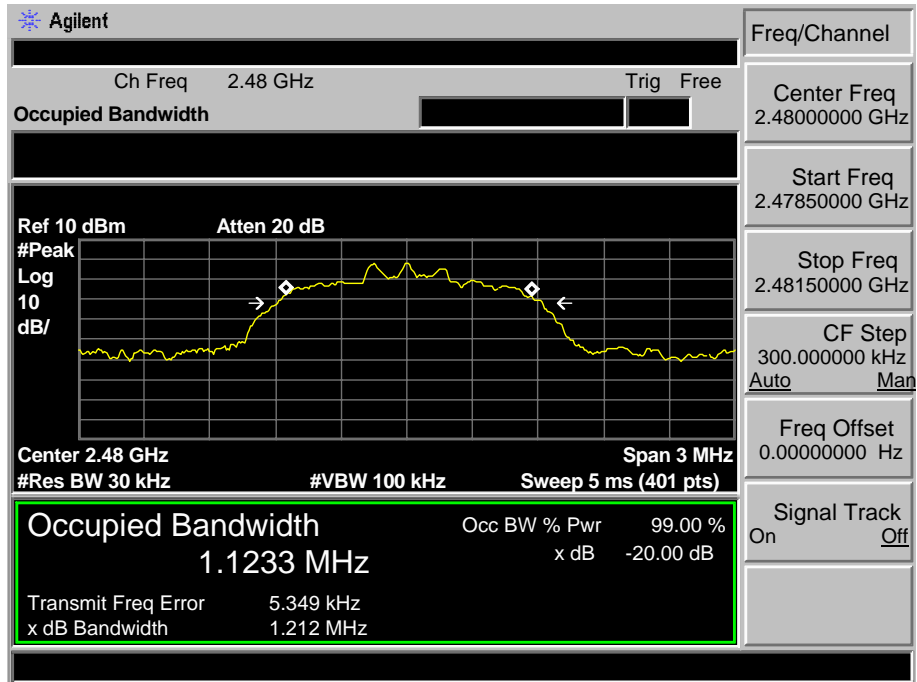 Agilent
Ch Freq 2.48 GHz Trig Free
Occupied Bandwidth
Ref 10 dBm Atten 20 dB
#Peak
Log
10
dB/
Center 2.48 GHz Span 3 MHz
#Res BW 30 kHz #VBW 100 kHz Sweep 5 ms (401 pts)
Occupied Bandwidth
1.1233 MHz
Occ BW % Pwr 99.00 %
x dB -20.00 dB
Transmit Freq Error 5.349 kHz
x dB Bandwidth 1.212 MHz
Freq/Channel
Center Freq
2.48000000 GHz
Start Freq
2.47850000 GHz
Stop Freq
2.48150000 GHz
CF Step
300.000000 kHz
Auto Man
Freq Offset
0.00000000 Hz
Signal Track
On Off